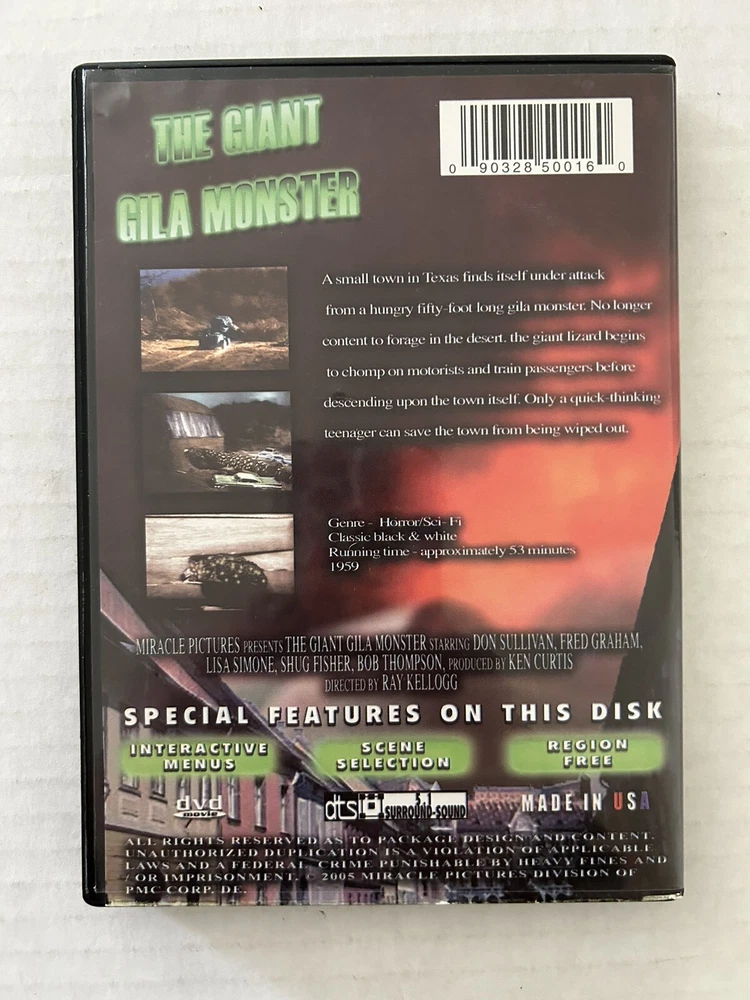 THE GIANT
GILA MONSTER
0 90328 50016 0
A small town in Texas finds itself under attack
from a hungry fifty-foot long gila monster. No longer
content to forage in the desert. the giant lizard begins
to chomp on motorists and train passengers before
descending upon the town itself. Only a quick-thinking
teenager can save the town from being wiped out.
Genre - Horror/Sci-Fi
Classic black & white
Running time - approximately 53 minutes
1959
MIRACLE PICTURES PRESENTS THE GIANT GILA MONSTER STARRING DON SULLIVAN, FRED GRAHAM,
LISA SIMONE, SHUG FISHER, BOB THOMPSON, PRODUCED BY KEN CURTIS
DIRECTED BY RAY KELLOGG
SPECIAL FEATURES ON THIS DISK
INTERACTIVE
MENUS
SCENE
SELECTION
REGION
FREE
dvd
movie
dts 5.1
SURROUND-SOUND
MADE IN USA
ALL RIGHTS RESERVED AS TO PACKAGE DESIGN AND CONTENT.
UNAUTHORIZED DUPLICATION IS A VIOLATION OF APPLICABLE
LAWS AND A FEDERAL CRIME PUNISHABLE BY HEAVY FINES AND
/OR IMPRISONMENT. © 2005 MIRACLE PICTURES DIVISION OF
PMC CORP. DE.